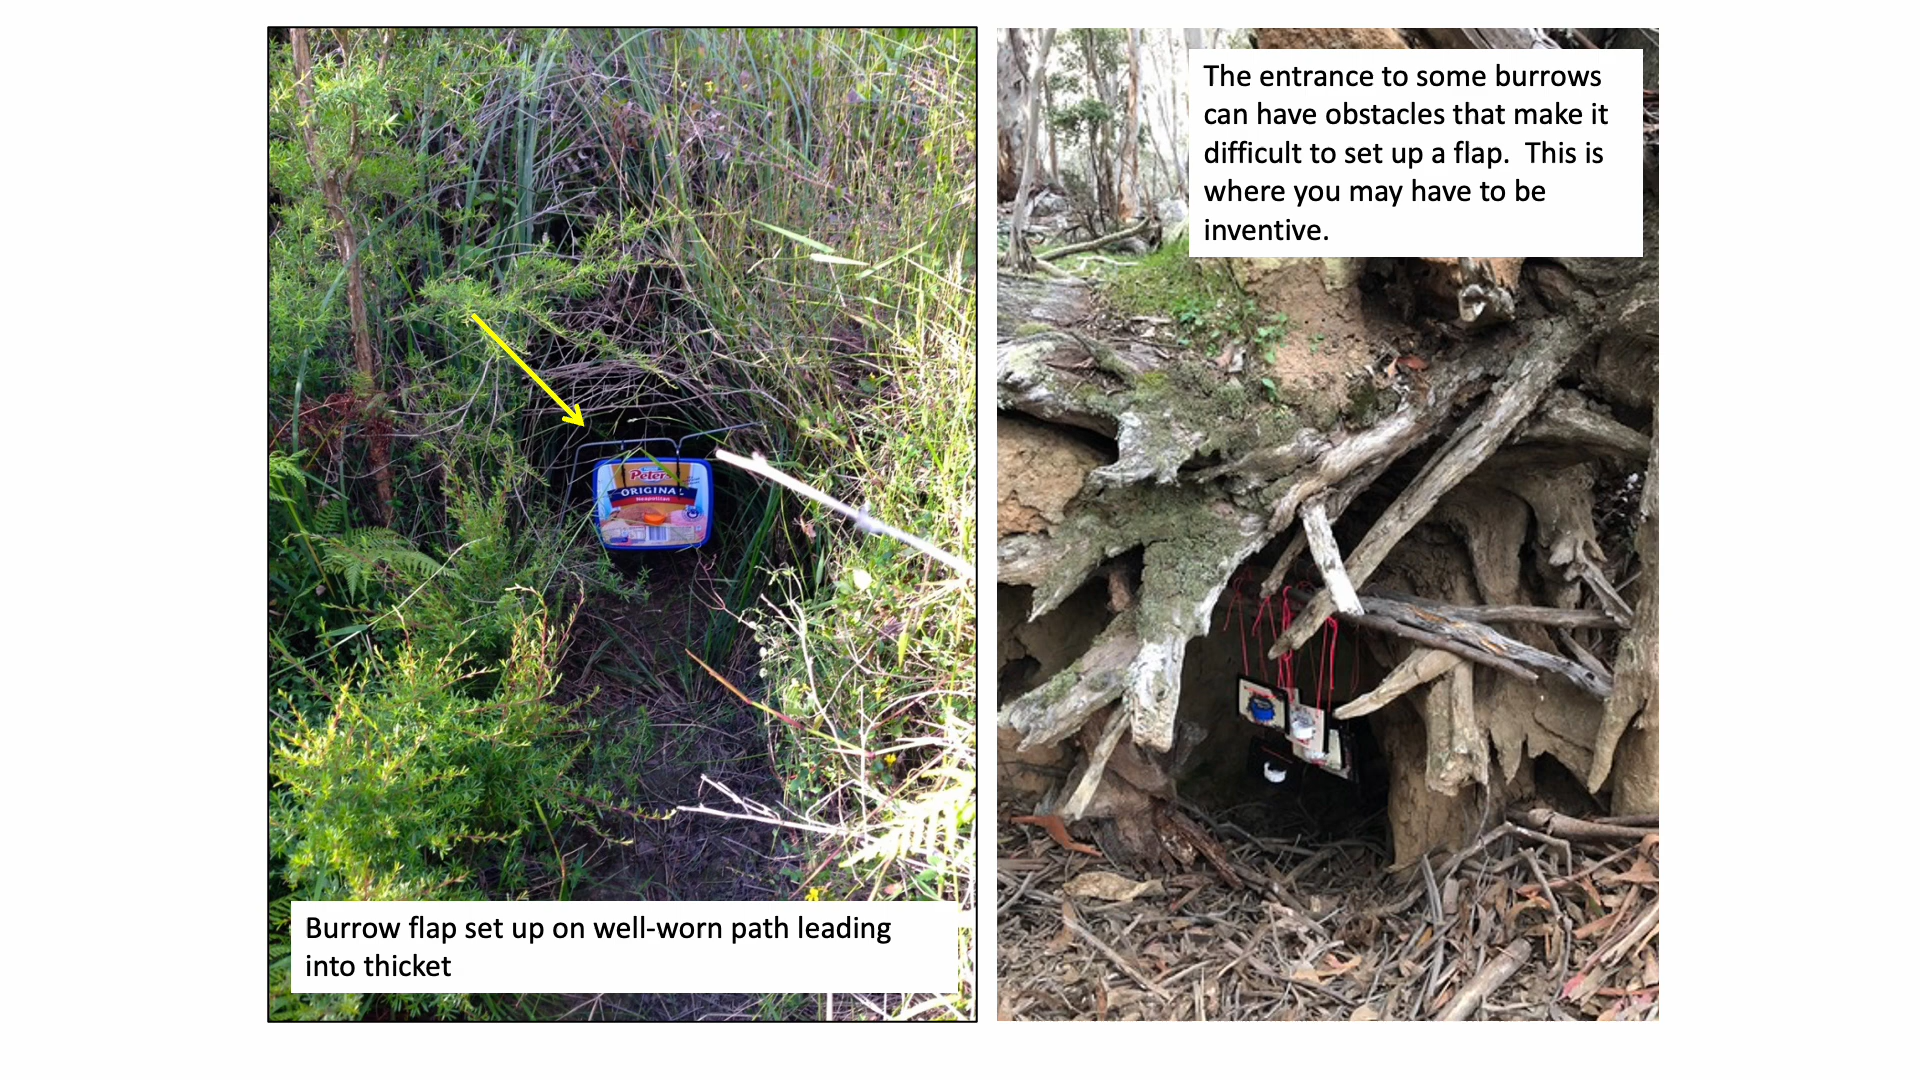 Peters
ORIGINAL
Neapolitan
Burrow flap set up on well-worn path leading
into thicket
The entrance to some burrows
can have obstacles that make it
difficult to set up a flap.  This is
where you may have to be
inventive.